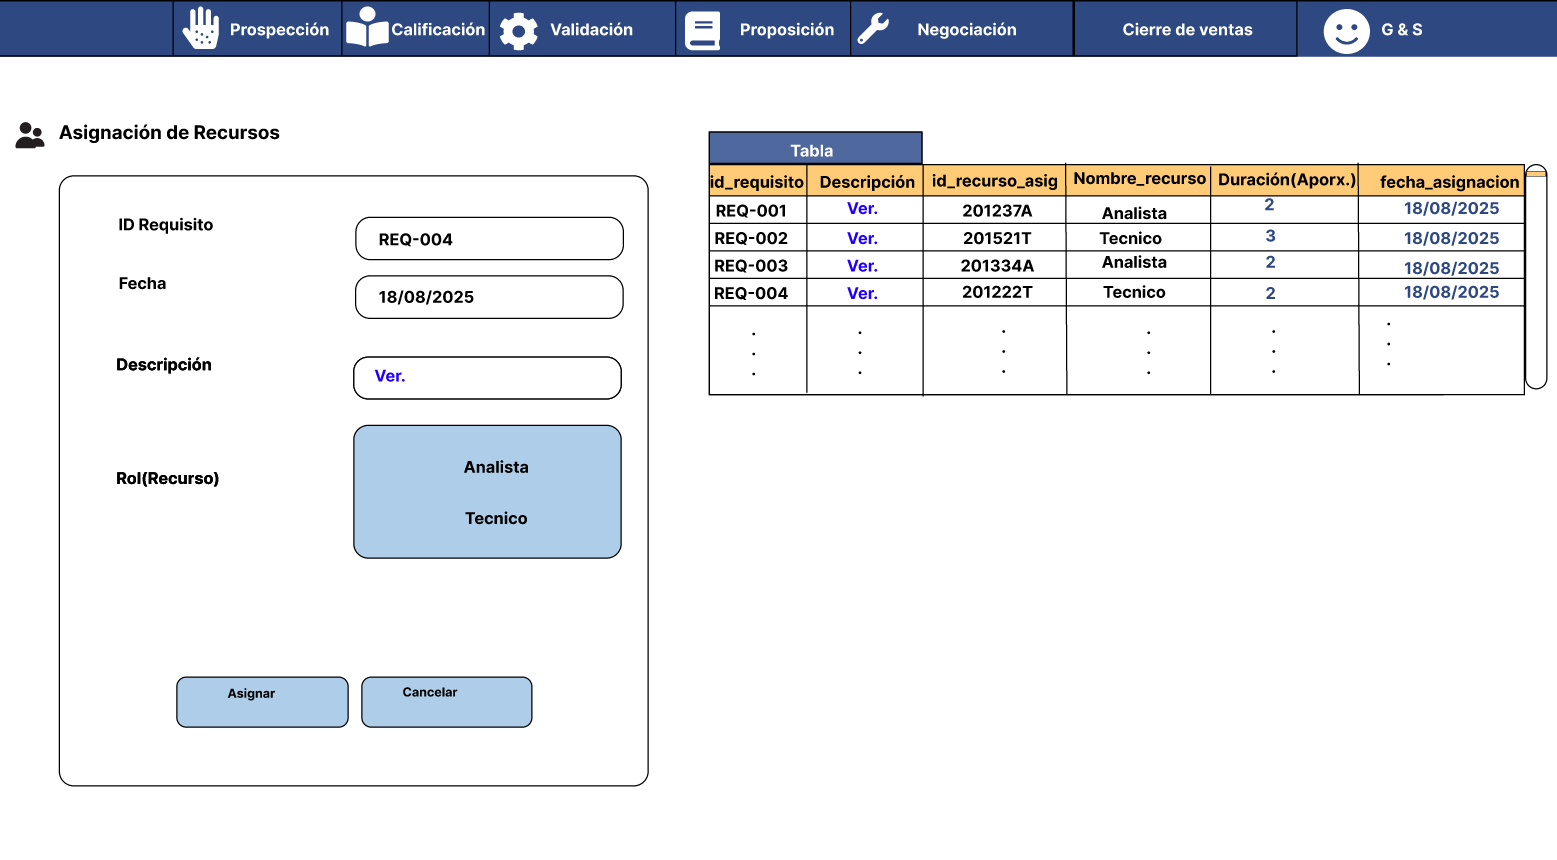 Prospección Calificación Validación Proposición Negociación Cierre de ventas G & S
Asignación de Recursos
ID Requisito REQ-004
Fecha 18/08/2025
Descripción Ver.
Rol(Recurso) Analista
Tecnico
Asignar Cancelar
Tabla
id_requisito Descripción id_recurso_asig Nombre_recurso Duración(Aporx.) fecha_asignacion
REQ-001 Ver. 201237A Analista 2 18/08/2025
REQ-002 Ver. 201521T Tecnico 3 18/08/2025
REQ-003 Ver. 201334A Analista 2 18/08/2025
REQ-004 Ver. 201222T Tecnico 2 18/08/2025
. . . . . .
. . . . . .
. . . . . .